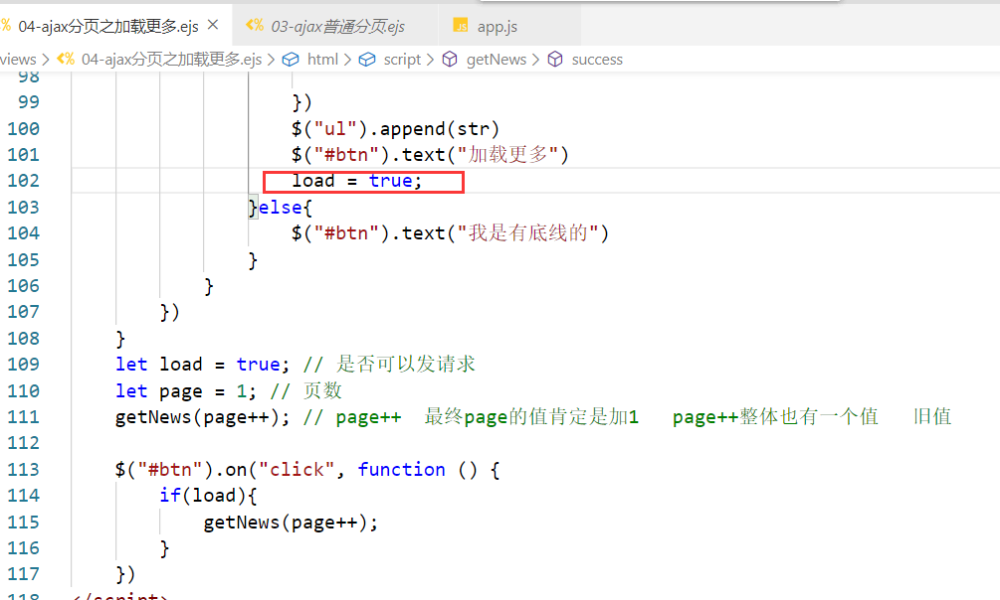 04-ajax分页之加载更多.ejs 03-ajax普通分页.ejs JS app.js
views > 04-ajax分页之加载更多.ejs > html > script > getNews > success
98
99 })
100 $("ul").append(str)
101 $("#btn").text("加载更多")
102 load = true;
103 }else{
104 $("#btn").text("我是有底线的")
105 }
106 }
107 })
108 }
109 let load = true; // 是否可以发请求
110 let page = 1; // 页数
111 getNews(page++); // page++ 最终page的值肯定是加1 page++整体也有一个值 旧值
112
113 $("#btn").on("click", function () {
114 if(load){
115 getNews(page++);
116 }
117 })
118 </script>